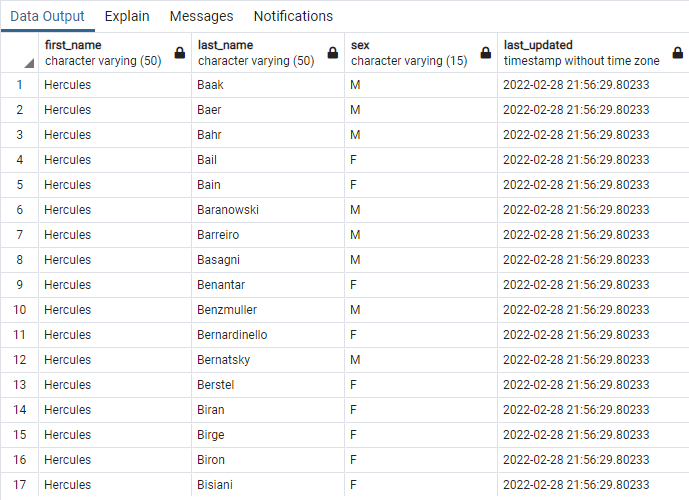 Data Output Explain Messages Notifications
first_name last_name sex last_updated
character varying (50) character varying (50) character varying (15) timestamp without time zone
1 Hercules Baak M 2022-02-28 21:56:29.80233
2 Hercules Baer M 2022-02-28 21:56:29.80233
3 Hercules Bahr M 2022-02-28 21:56:29.80233
4 Hercules Bail F 2022-02-28 21:56:29.80233
5 Hercules Bain F 2022-02-28 21:56:29.80233
6 Hercules Baranowski M 2022-02-28 21:56:29.80233
7 Hercules Barreiro M 2022-02-28 21:56:29.80233
8 Hercules Basagni M 2022-02-28 21:56:29.80233
9 Hercules Benantar F 2022-02-28 21:56:29.80233
10 Hercules Benzmuller M 2022-02-28 21:56:29.80233
11 Hercules Bernardinello F 2022-02-28 21:56:29.80233
12 Hercules Bernatsky M 2022-02-28 21:56:29.80233
13 Hercules Berstel F 2022-02-28 21:56:29.80233
14 Hercules Biran F 2022-02-28 21:56:29.80233
15 Hercules Birge F 2022-02-28 21:56:29.80233
16 Hercules Biron F 2022-02-28 21:56:29.80233
17 Hercules Bisiani F 2022-02-28 21:56:29.80233